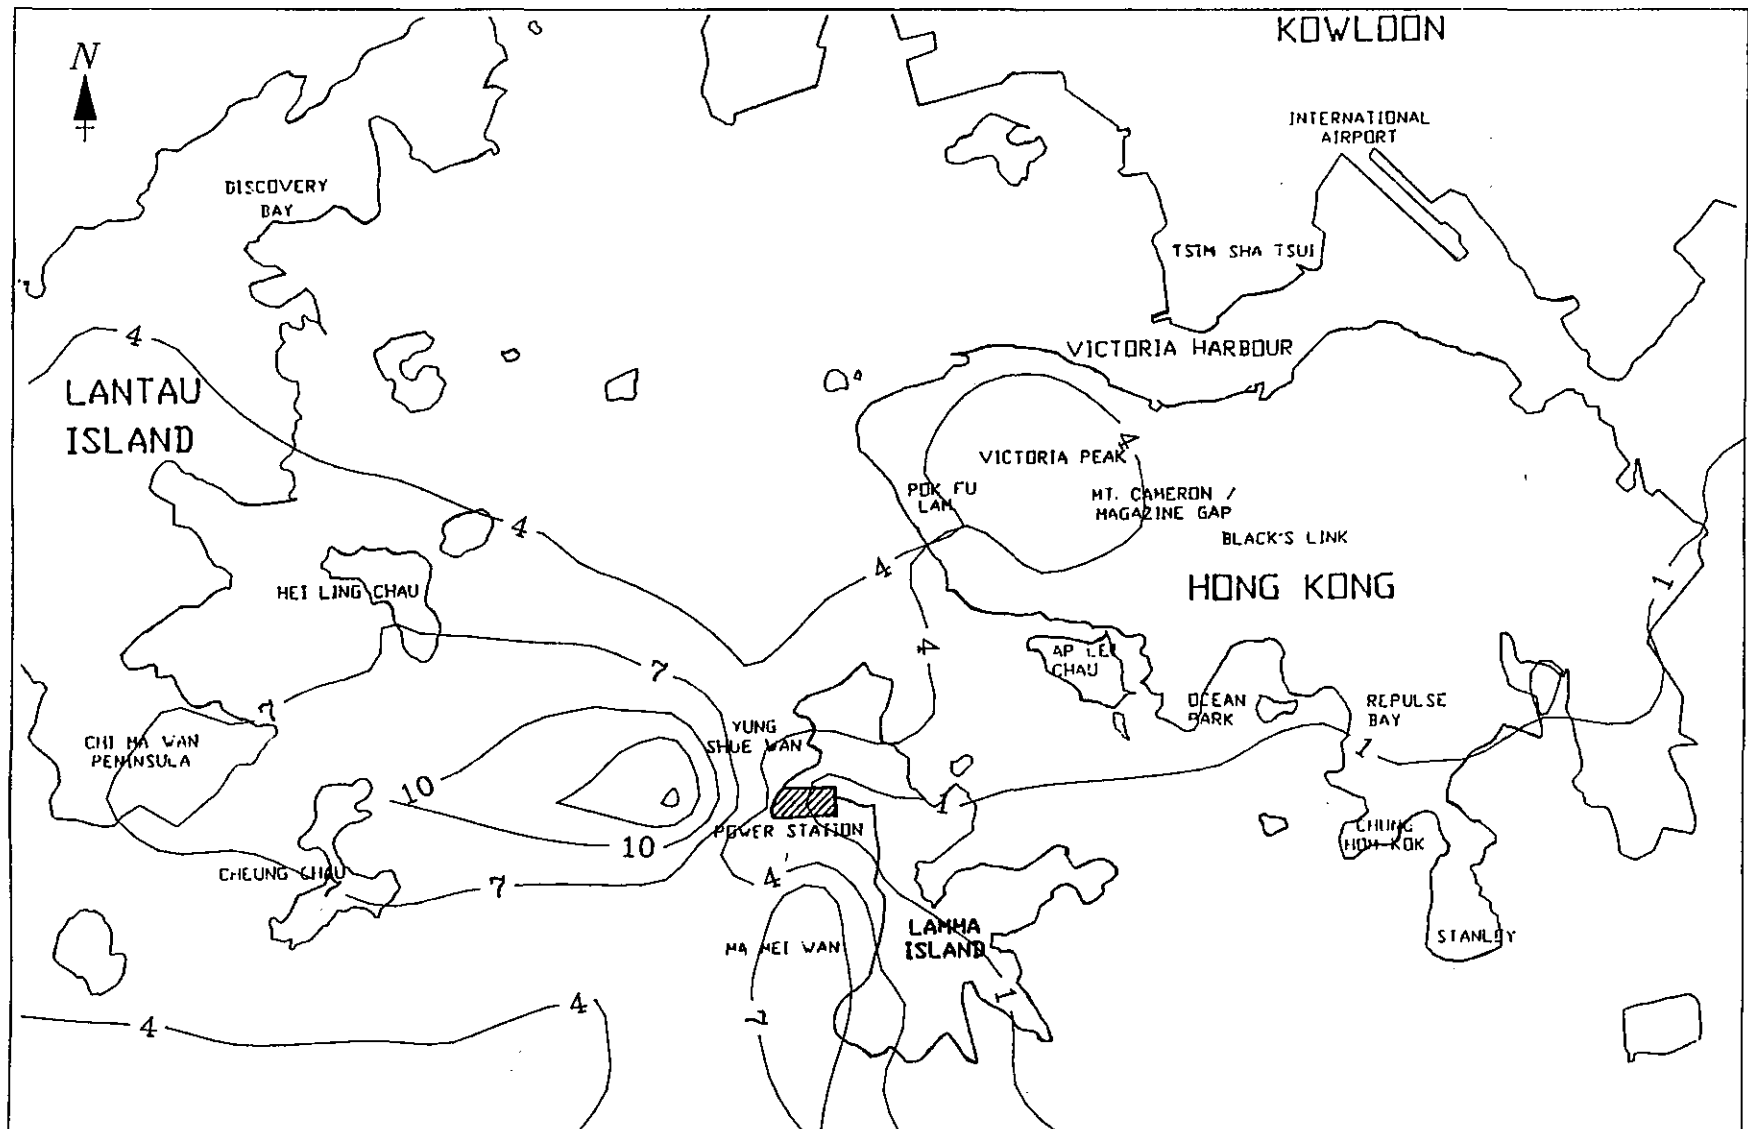 KOWLOON
N
INTERNATIONAL
AIRPORT
DISCOVERY
BAY
TSIM SHA TSUI
4
VICTORIA HARBOUR
LANTAU
ISLAND
4
VICTORIA PEAK
POK FU
LAM
MT. CAMERON /
MAGAZINE GAP
4
BLACK'S LINK
4
HEI LING CHAU
HONG KONG
1
4
AP LEI
CHAU
7
7
OCEAN
PARK
REPULSE
BAY
YUNG
SHUE WAN
CHI MA WAN
PENINSULA
1
10
1
POWER STATION
CHUNG
HOM KOK
10
CHEUNG CHAU
7
4
LAMMA
ISLAND
HA MEI WAN
STANLEY
1
4
7
4